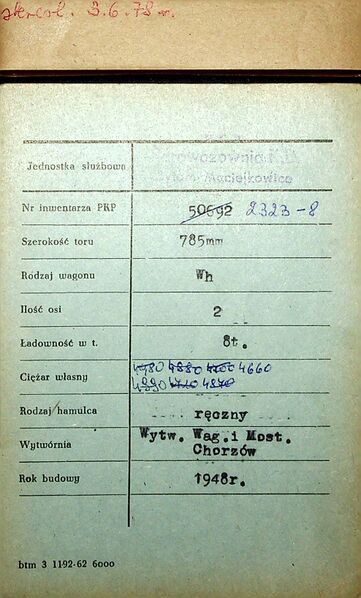 skreśl. 3.6.78 r.
Jednostka służbowa
Maciejkowice
Nr inwentarza PKP 50692 2323-8
Szerokość toru 785mm
Rodzaj wagonu Wh
Ilość osi 2
Ładowność w t. 8t.
Ciężar własny 4660
Rodzaj hamulca ręczny
Wytwórnia Wytw. Wag. i Most.
Chorzów
Rok budowy 1948r.
btm 3 1192-62 6000